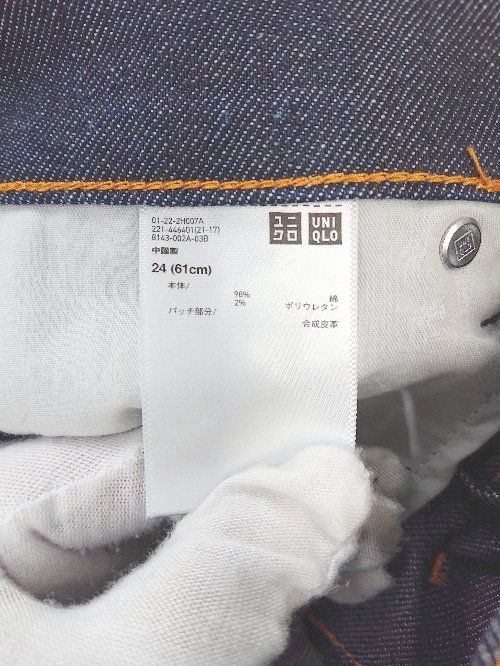 01-22-2H007A
221-446401(21-17)
8143-002A-03B
中國製
24 (61cm)
本体/
98% 綿
2% ポリウレタン
パッチ部分/
合成皮革
ユニ
クロ
UNI
QLO